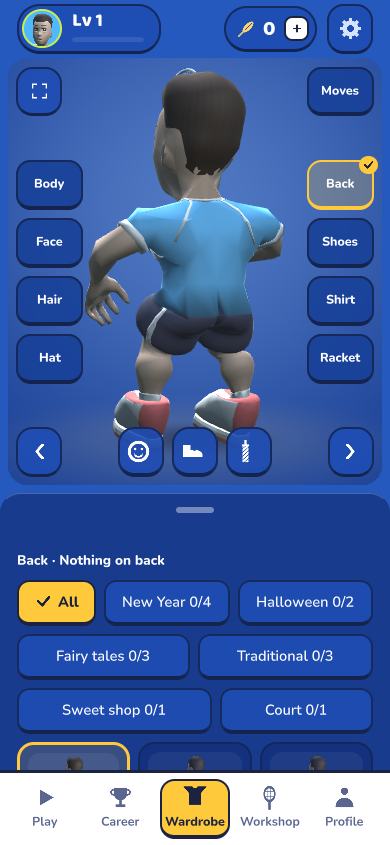 Lv 1
0
+
Moves
Body
Back
Face
Shoes
Hair
Shirt
Hat
Racket
Back · Nothing on back
All
New Year 0/4
Halloween 0/2
Fairy tales 0/3
Traditional 0/3
Sweet shop 0/1
Court 0/1
Play
Career
Wardrobe
Workshop
Profile